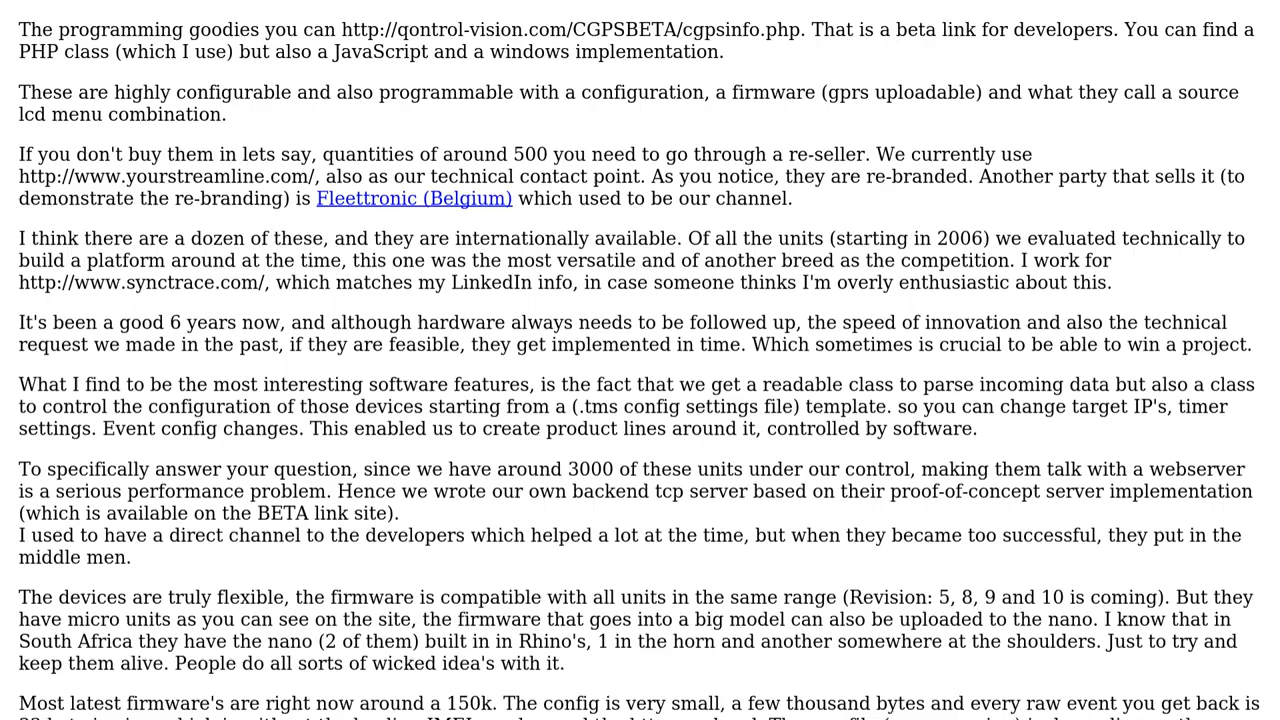 The programming goodies you can http://qontrol-vision.com/CGPSBETA/cgpsinfo.php. That is a beta link for developers. You can find a
PHP class (which I use) but also a JavaScript and a windows implementation.
These are highly configurable and also programmable with a configuration, a firmware (gprs uploadable) and what they call a source
lcd menu combination.
If you don't buy them in lets say, quantities of around 500 you need to go through a re-seller. We currently use
http://www.yourstreamline.com/, also as our technical contact point. As you notice, they are re-branded. Another party that sells it (to
demonstrate the re-branding) is Fleettronic (Belgium) which used to be our channel.
I think there are a dozen of these, and they are internationally available. Of all the units (starting in 2006) we evaluated technically to
build a platform around at the time, this one was the most versatile and of another breed as the competition. I work for
http://www.synctrace.com/, which matches my LinkedIn info, in case someone thinks I'm overly enthusiastic about this.
It's been a good 6 years now, and although hardware always needs to be followed up, the speed of innovation and also the technical
request we made in the past, if they are feasible, they get implemented in time. Which sometimes is crucial to be able to win a project.
What I find to be the most interesting software features, is the fact that we get a readable class to parse incoming data but also a class
to control the configuration of those devices starting from a (.tms config settings file) template. so you can change target IP's, timer
settings. Event config changes. This enabled us to create product lines around it, controlled by software.
To specifically answer your question, since we have around 3000 of these units under our control, making them talk with a webserver
is a serious performance problem. Hence we wrote our own backend tcp server based on their proof-of-concept server implementation
(which is available on the BETA link site).
I used to have a direct channel to the developers which helped a lot at the time, but when they became too successful, they put in the
middle men.
The devices are truly flexible, the firmware is compatible with all units in the same range (Revision: 5, 8, 9 and 10 is coming). But they
have micro units as you can see on the site, the firmware that goes into a big model can also be uploaded to the nano. I know that in
South Africa they have the nano (2 of them) built in in Rhino's, 1 in the horn and another somewhere at the shoulders. Just to try and
keep them alive. People do all sorts of wicked idea's with it.
Most latest firmware's are right now around a 150k. The config is very small, a few thousand bytes and every raw event you get back is